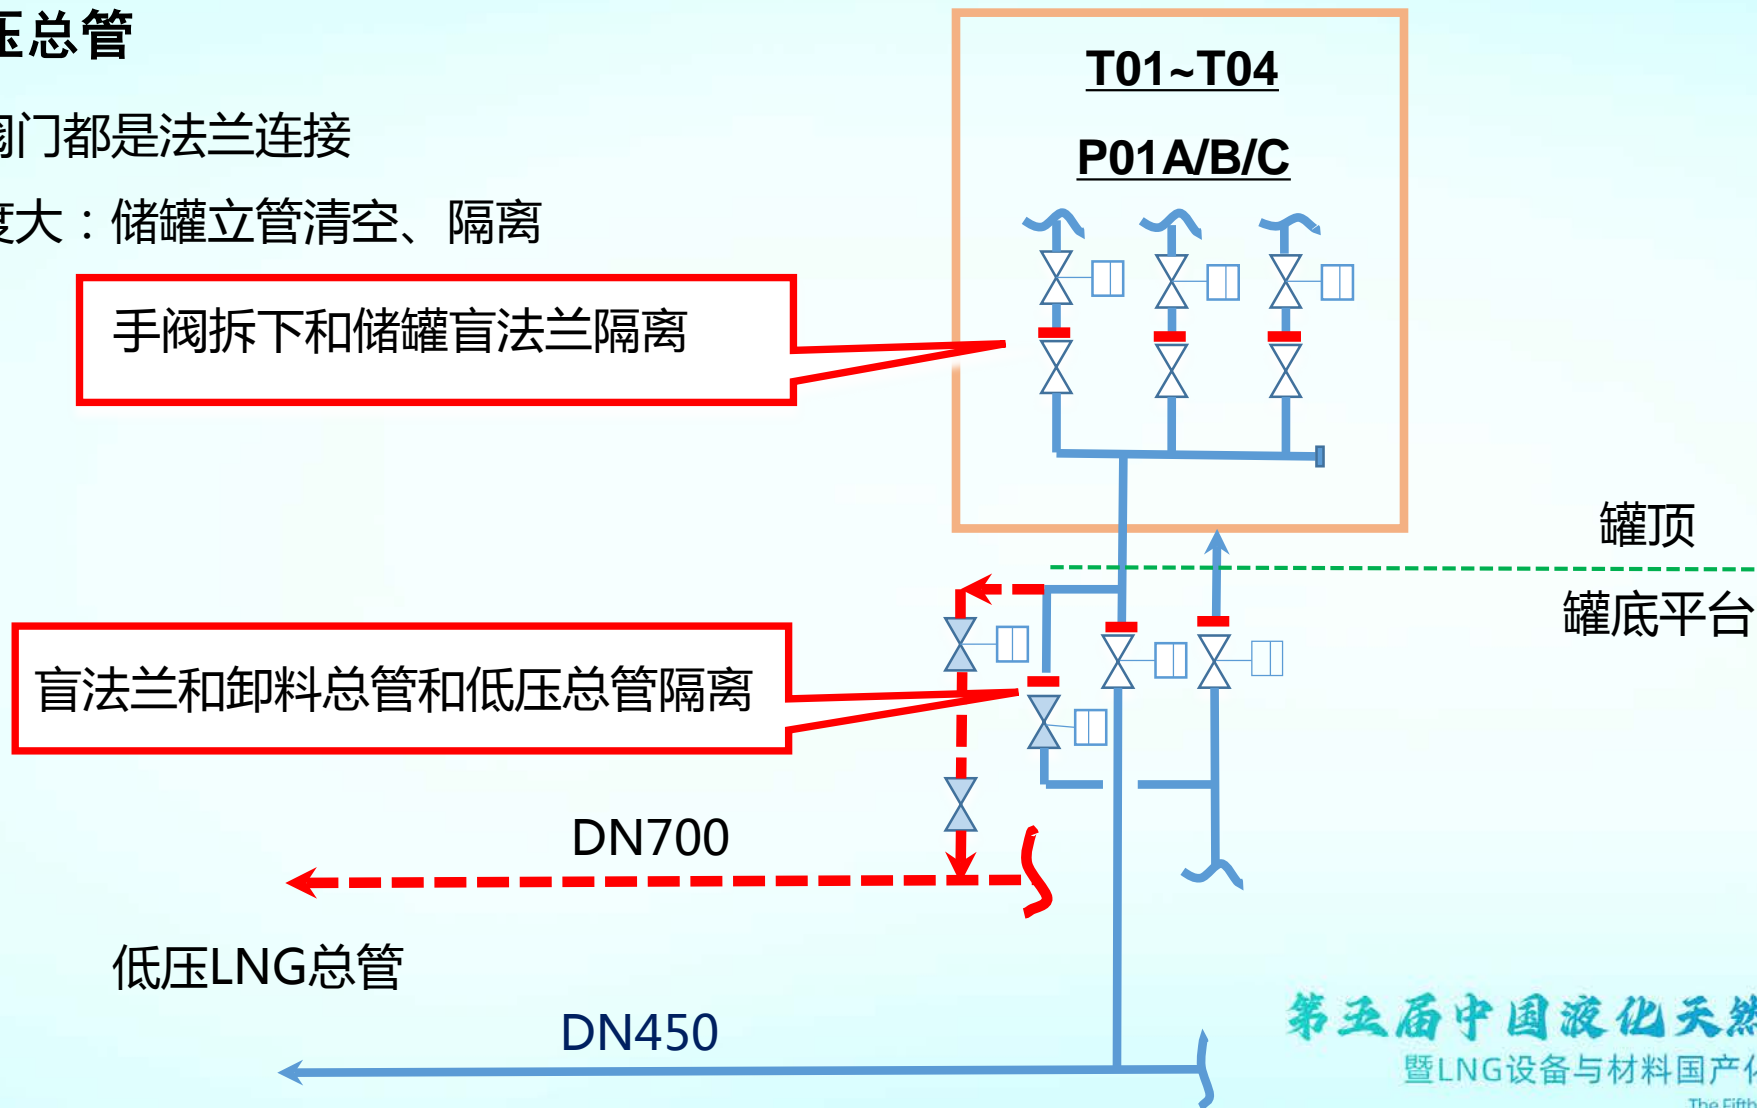 压总管
阀门都是法兰连接
度大：储罐立管清空、隔离
T01~T04
P01A/B/C
手阀拆下和储罐盲法兰隔离
罐顶
罐底平台
盲法兰和卸料总管和低压总管隔离
DN700
低压LNG总管
DN450
第五届中国液化天然
暨LNG设备与材料国产化
The Fifth